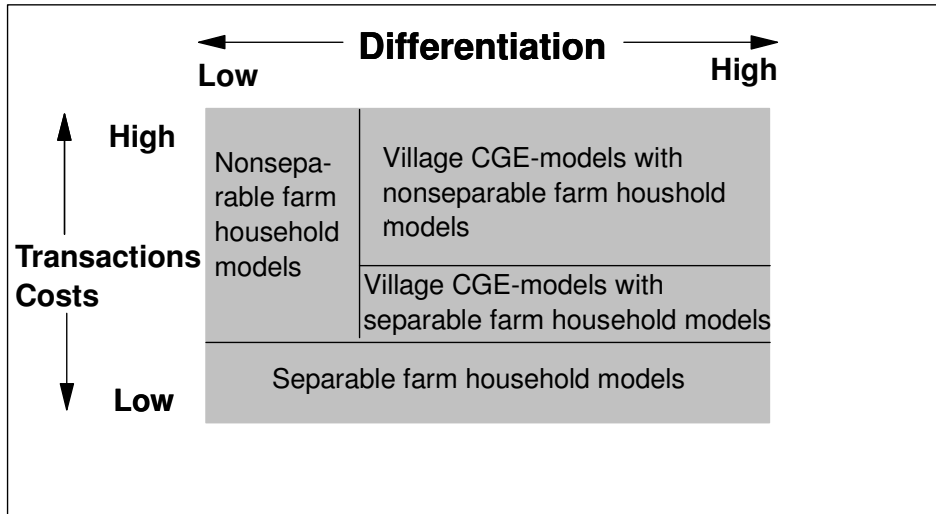 Differentiation
Low
High
High
Transactions
Costs
Low
Nonsepa-
rable farm
household
models
Village CGE-models with
nonseparable farm houshold
models
Village CGE-models with
separable farm household models
Separable farm household models